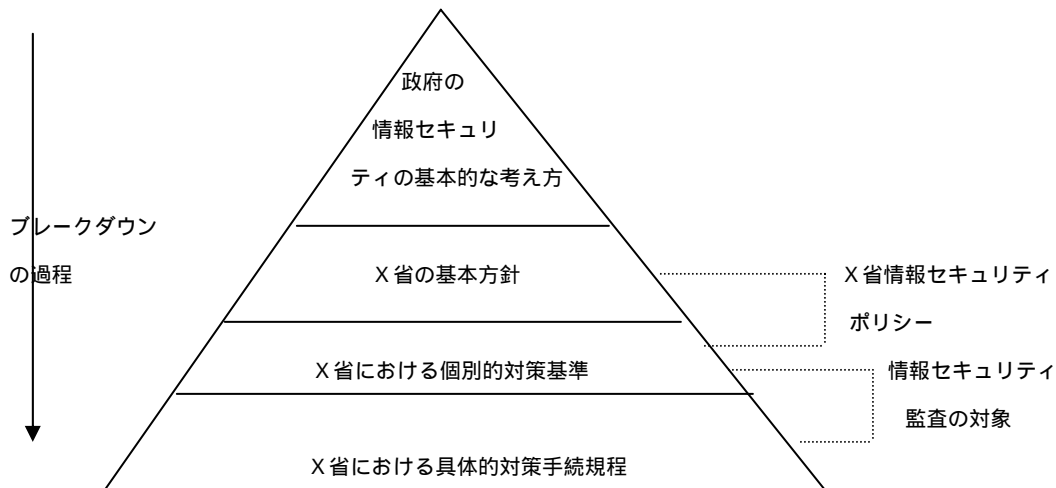 政府の
情報セキュリ
ティの基本的な考え方
ブレークダウン
の過程
X省の基本方針
X省情報セキュリティ
ポリシー
X省における個別的対策基準
情報セキュリティ
監査の対象
X省における具体的対策手続規程